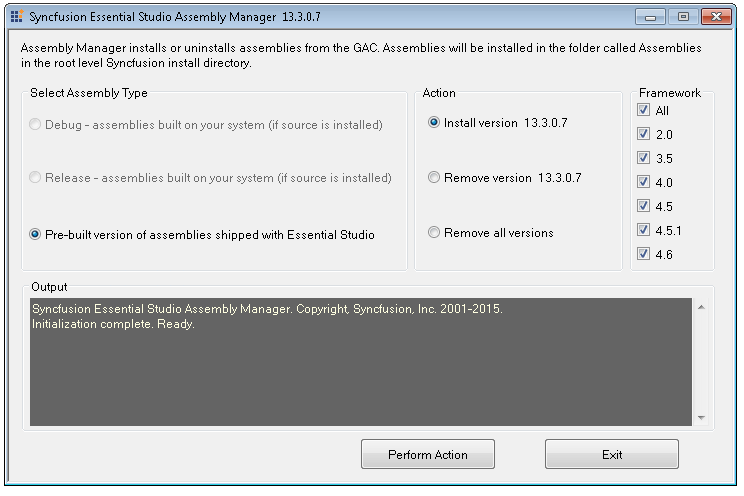 Syncfusion Essential Studio Assembly Manager 13.3.0.7
Assembly Manager installs or uninstalls assemblies from the GAC. Assemblies will be installed in the folder called Assemblies
in the root level Syncfusion install directory.
Select Assembly Type
Debug - assemblies built on your system (if source is installed)
Release - assemblies built on your system (if source is installed)
Pre-built version of assemblies shipped with Essential Studio
Action
Install version 13.3.0.7
Remove version 13.3.0.7
Remove all versions
Framework
All
2.0
3.5
4.0
4.5
4.5.1
4.6
Output
Syncfusion Essential Studio Assembly Manager. Copyright, Syncfusion, Inc. 2001-2015.
Initialization complete. Ready.
Perform Action
Exit